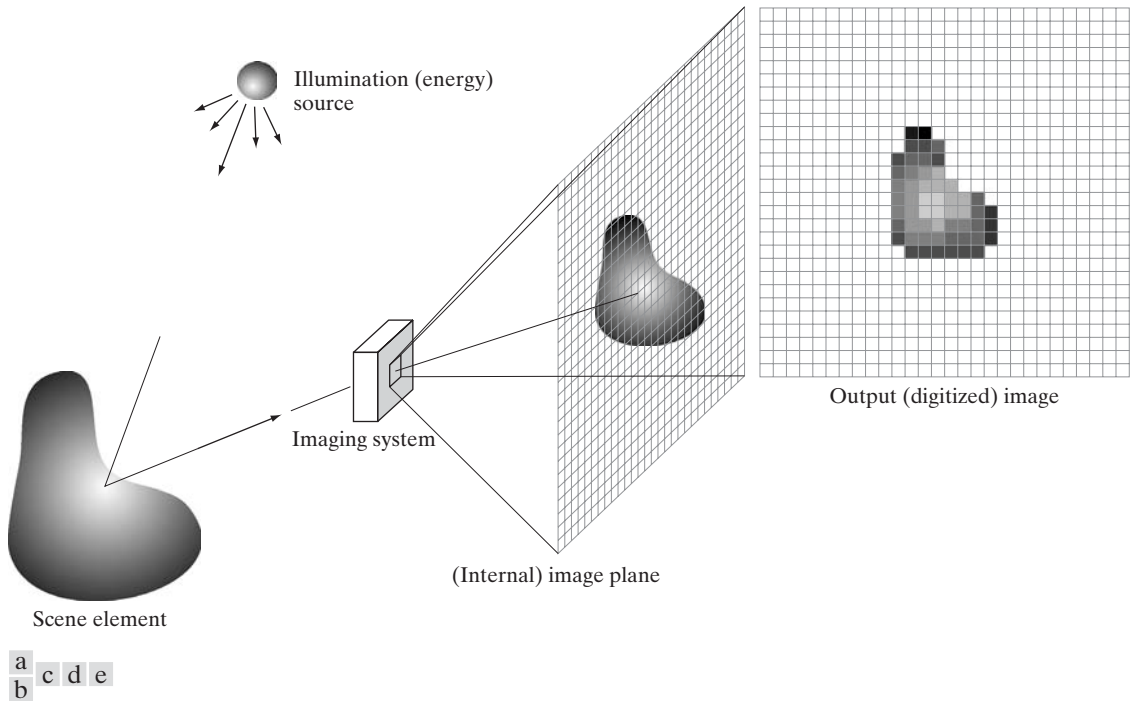 Illumination (energy)
source
Output (digitized) image
Imaging system
(Internal) image plane
Scene element
a
b
c d e